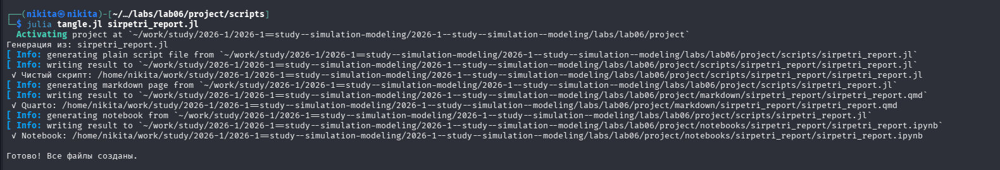 ┌──(nikita㉿nikita)-[~/…/labs/lab06/project/scripts]
└─$ julia tangle.jl sirpetri_report.jl
Activating project at `~/work/study/2026-1/2026-1==study--simulation-modeling/2026-1--study--simulation--modeling/labs/lab06/project`
Генерация из: sirpetri_report.jl
[ Info: generating plain script file from `~/work/study/2026-1/2026-1==study--simulation-modeling/2026-1--study--simulation--modeling/labs/lab06/project/scripts/sirpetri_report.jl`
[ Info: writing result to `~/work/study/2026-1/2026-1==study--simulation-modeling/2026-1--study--simulation--modeling/labs/lab06/project/scripts/sirpetri_report/sirpetri_report.jl`
√ Чистый скрипт: /home/nikita/work/study/2026-1/2026-1==study--simulation-modeling/2026-1--study--simulation--modeling/labs/lab06/project/scripts/sirpetri_report/sirpetri_report.jl
[ Info: generating markdown page from `~/work/study/2026-1/2026-1==study--simulation-modeling/2026-1--study--simulation--modeling/labs/lab06/project/scripts/sirpetri_report.jl`
[ Info: writing result to `~/work/study/2026-1/2026-1==study--simulation-modeling/2026-1--study--simulation--modeling/labs/lab06/project/markdown/sirpetri_report/sirpetri_report.qmd`
√ Quarto: /home/nikita/work/study/2026-1/2026-1==study--simulation-modeling/2026-1--study--simulation--modeling/labs/lab06/project/markdown/sirpetri_report/sirpetri_report.qmd
[ Info: generating notebook from `~/work/study/2026-1/2026-1==study--simulation-modeling/2026-1--study--simulation--modeling/labs/lab06/project/scripts/sirpetri_report.jl`
[ Info: writing result to `~/work/study/2026-1/2026-1==study--simulation-modeling/2026-1--study--simulation--modeling/labs/lab06/project/notebooks/sirpetri_report/sirpetri_report.ipynb`
√ Notebook: /home/nikita/work/study/2026-1/2026-1==study--simulation-modeling/2026-1--study--simulation--modeling/labs/lab06/project/notebooks/sirpetri_report/sirpetri_report.ipynb
Готово! Все файлы созданы.